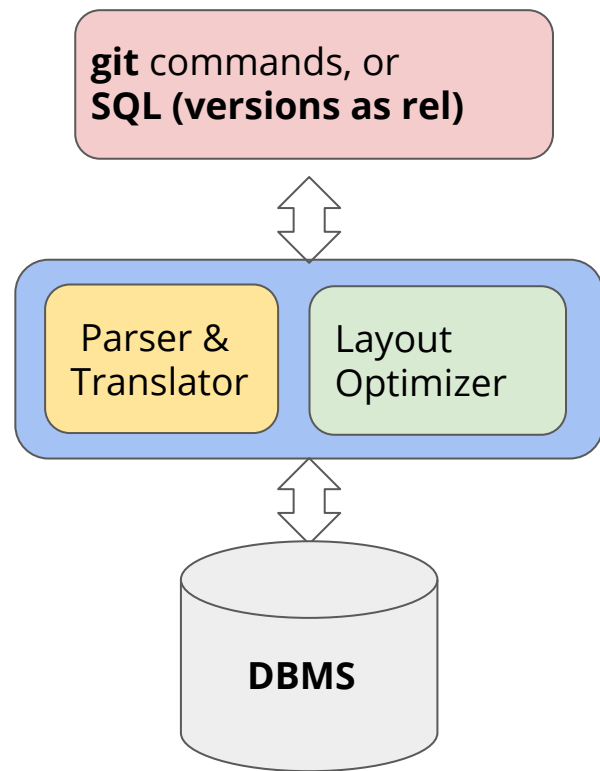 git commands, or
SQL (versions as rel)
Parser &
Translator
Layout
Optimizer
DBMS